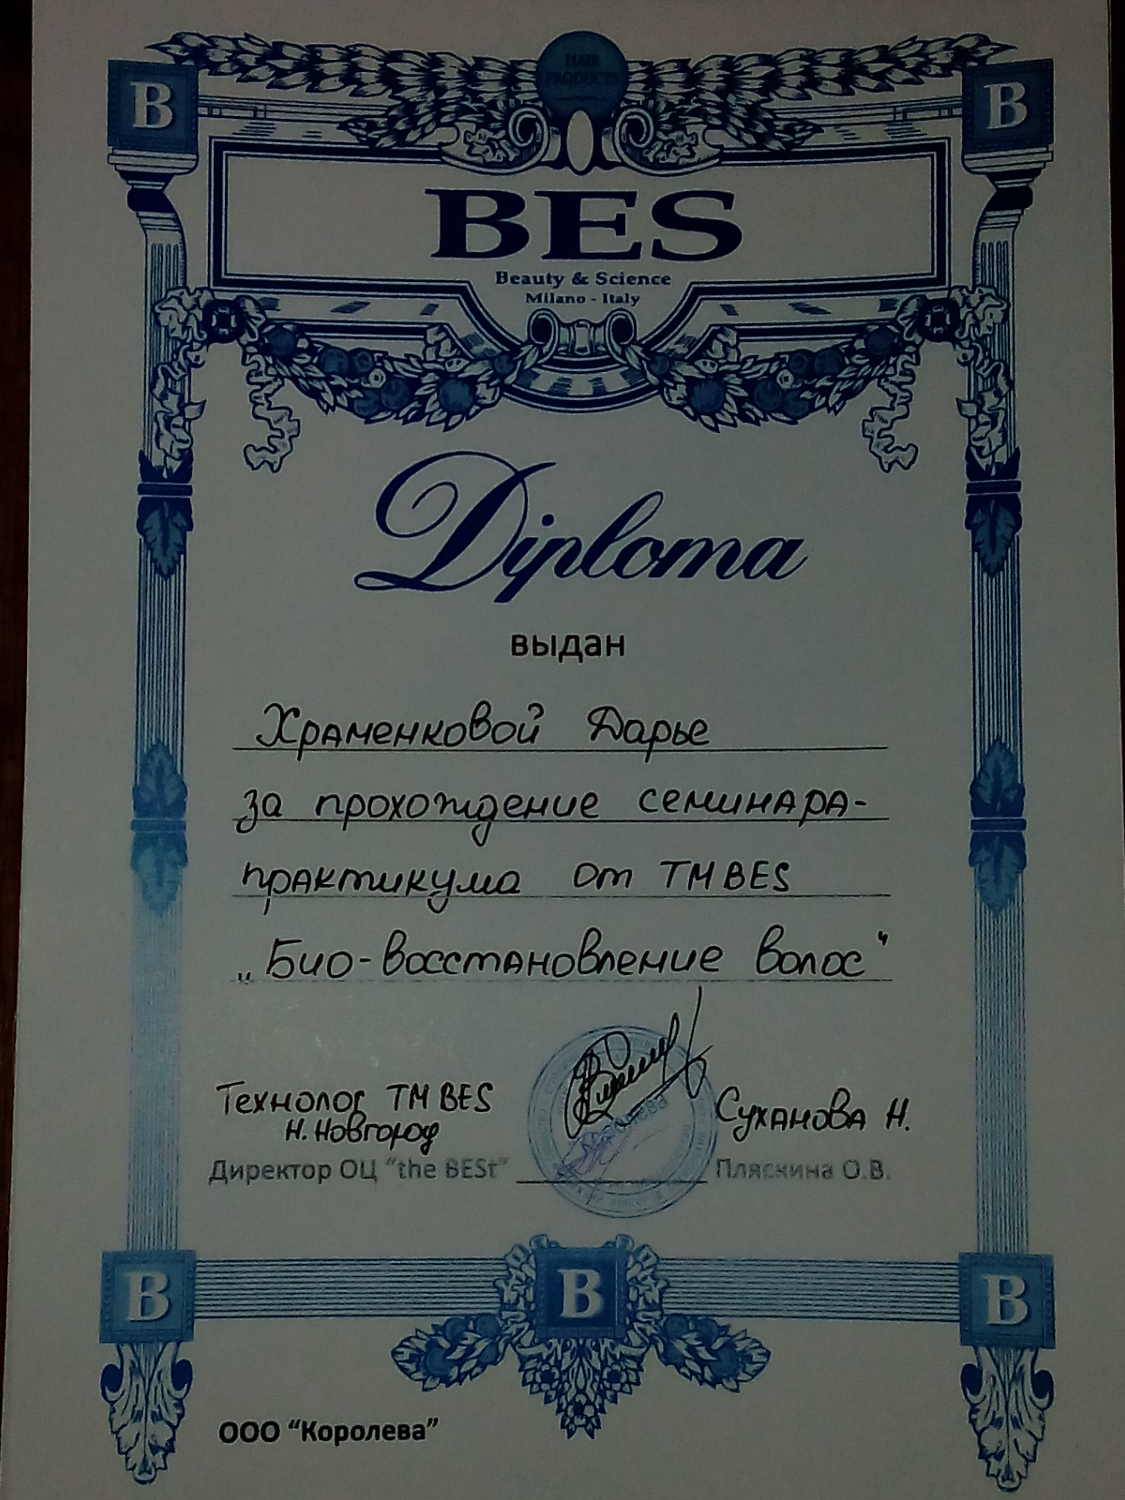 HAIR
PRODUCTS
B B
BES
Beauty & Science
Milano - Italy
Diploma
выдан
Храменковой Дарье
за прохождение семинара-
практикума от ТМ BES
„Био-восстановление волос“
Технолог ТМ BES Суханова Н.
Н.Новгород
Директор ОЦ “the BESt” Пляскина О.В.
Королева
B B B
ООО “Королева”